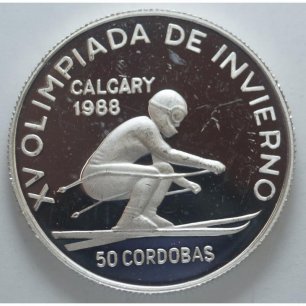 XV OLIMPIADA DE INVIERNO
CALGARY
1988
50 CORDOBAS